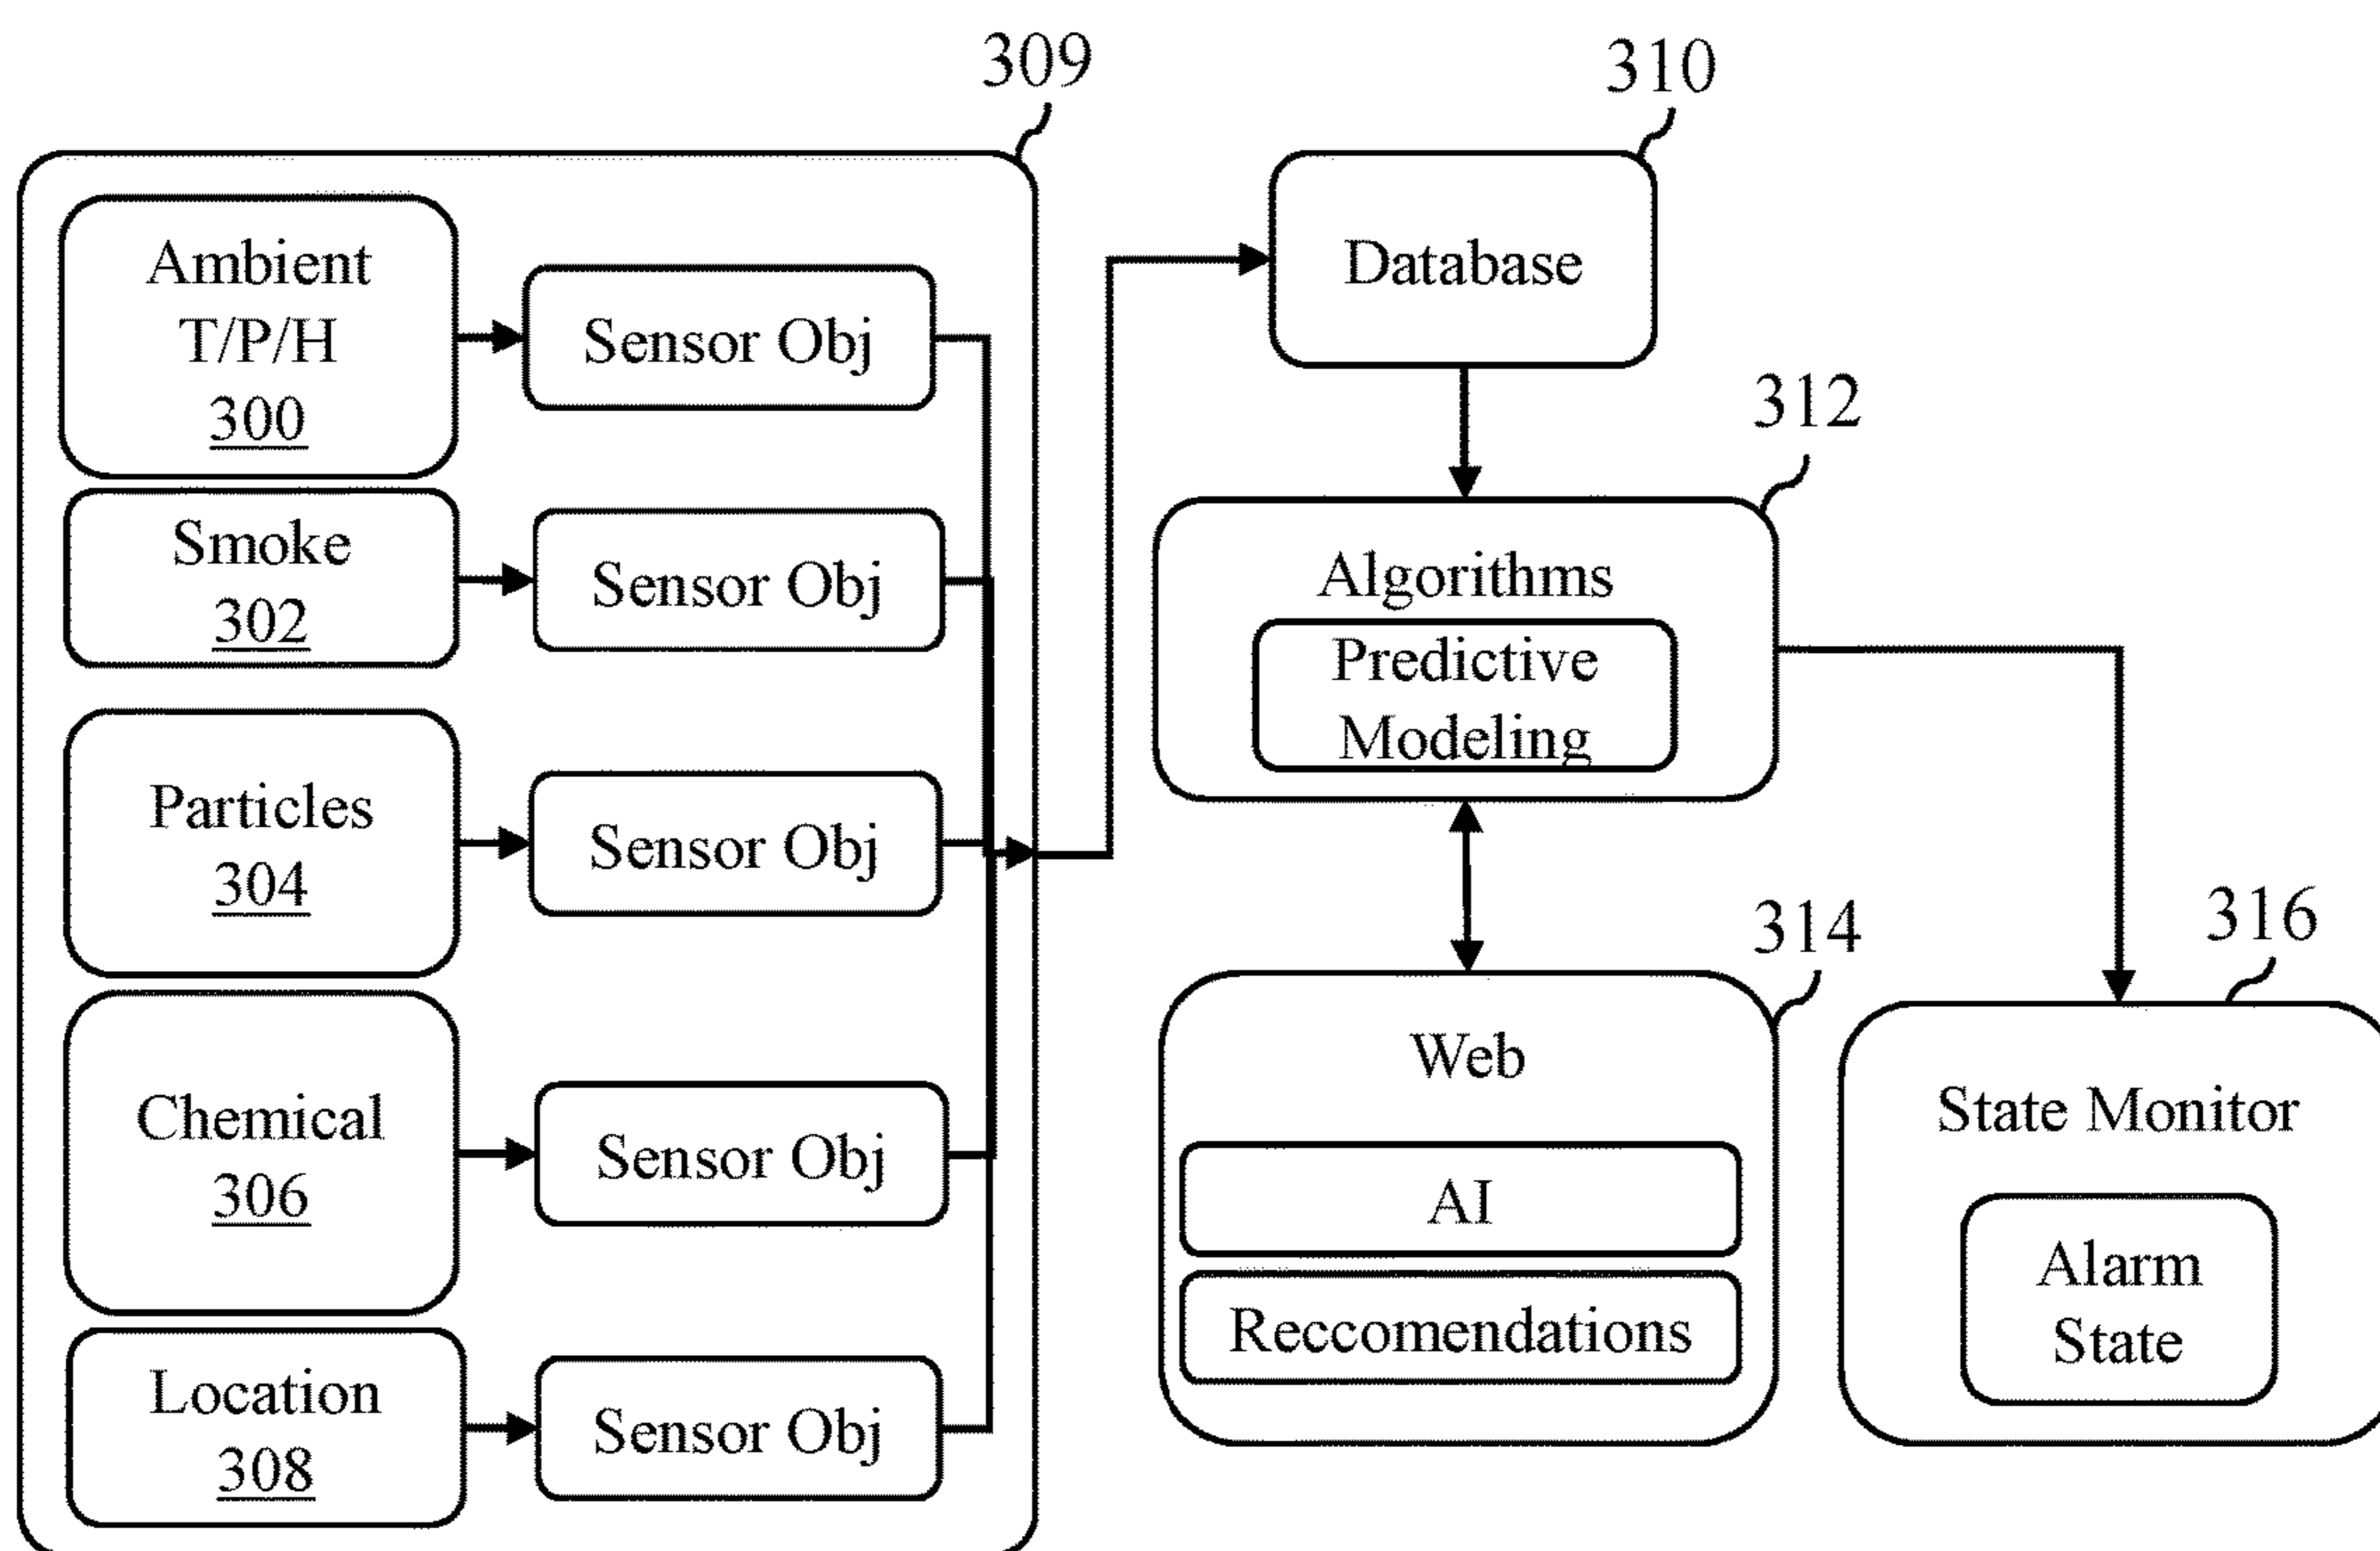 309
Ambient
T/P/H
300
Sensor Obj
Smoke
302
Sensor Obj
Particles
304
Sensor Obj
Chemical
306
Sensor Obj
Location
308
Sensor Obj
310
Database
312
Algorithms
Predictive
Modeling
314
Web
AI
Reccomendations
316
State Monitor
Alarm
State